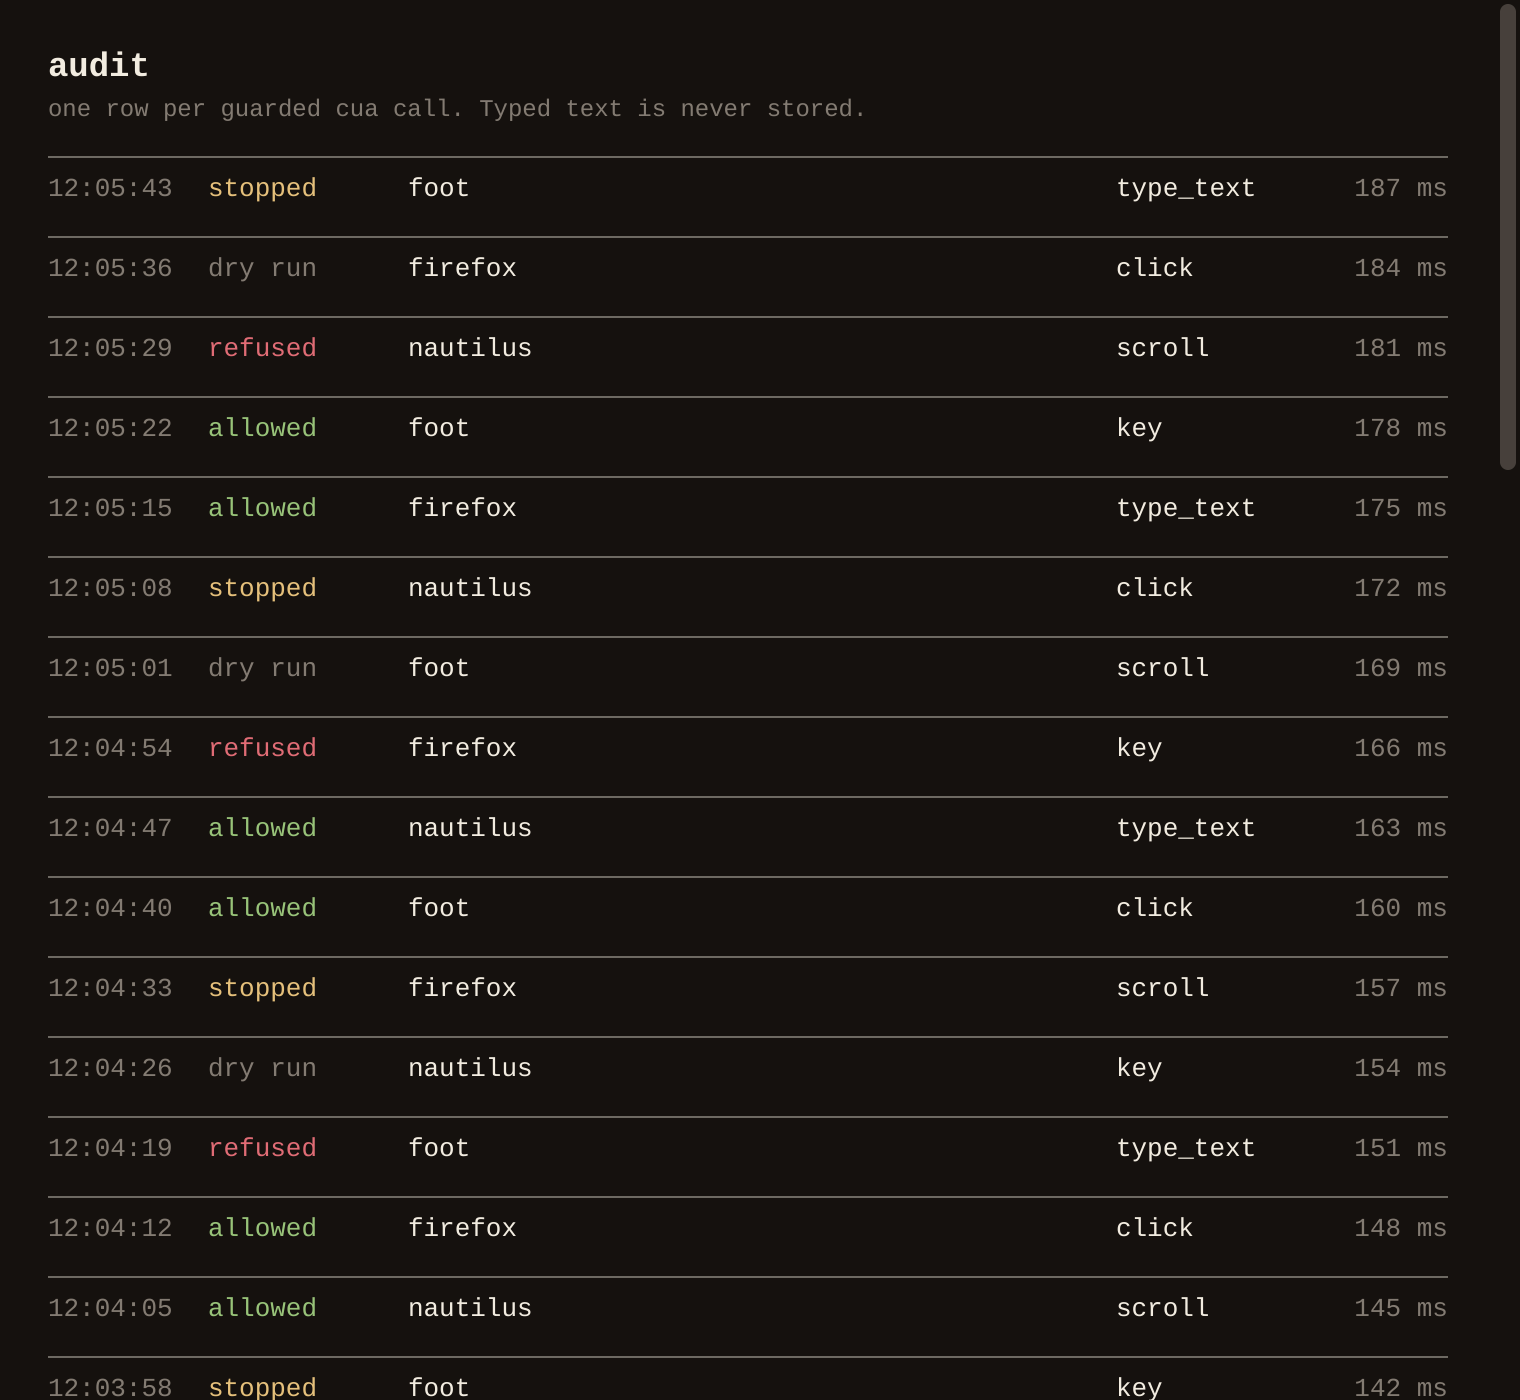 audit
one row per guarded cua call. Typed text is never stored.
12:05:43 stopped foot type_text 187 ms
12:05:36 dry run firefox click 184 ms
12:05:29 refused nautilus scroll 181 ms
12:05:22 allowed foot key 178 ms
12:05:15 allowed firefox type_text 175 ms
12:05:08 stopped nautilus click 172 ms
12:05:01 dry run foot scroll 169 ms
12:04:54 refused firefox key 166 ms
12:04:47 allowed nautilus type_text 163 ms
12:04:40 allowed foot click 160 ms
12:04:33 stopped firefox scroll 157 ms
12:04:26 dry run nautilus key 154 ms
12:04:19 refused foot type_text 151 ms
12:04:12 allowed firefox click 148 ms
12:04:05 allowed nautilus scroll 145 ms
12:03:58 stopped foot key 142 ms